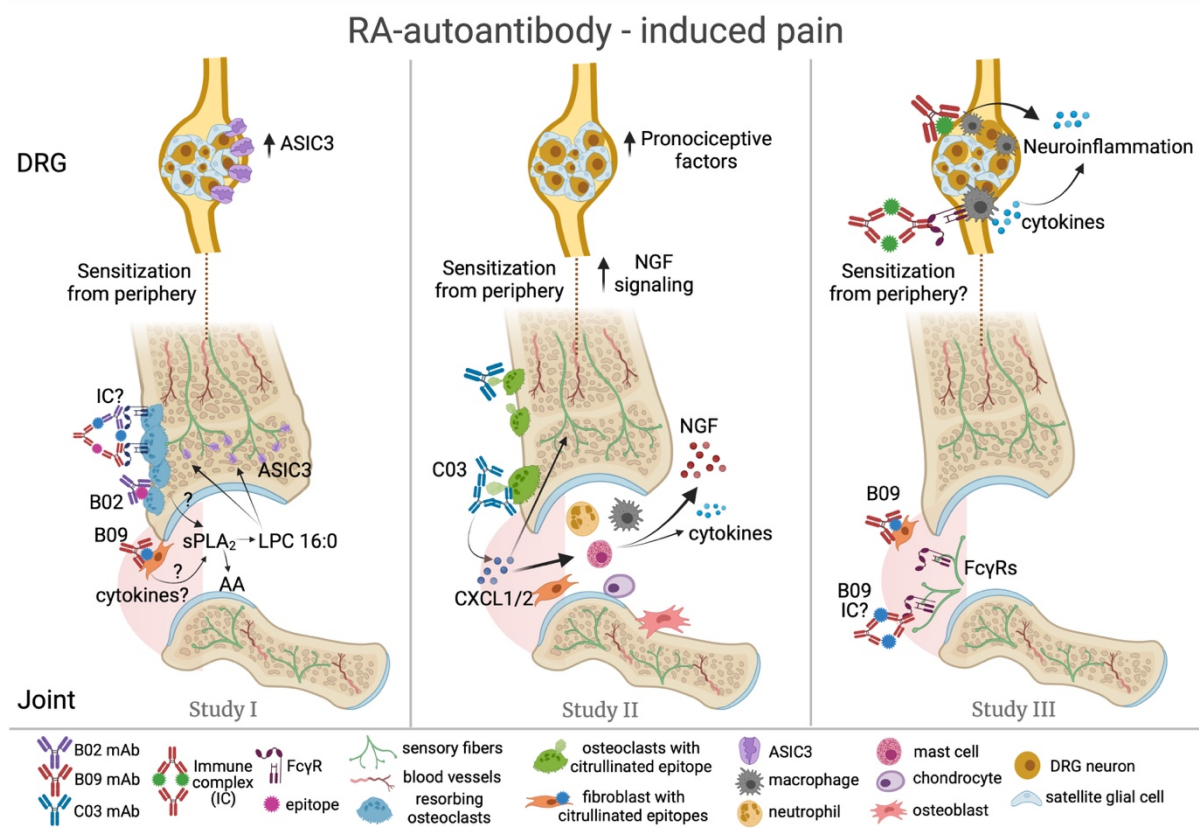 RA-autoantibody - induced pain
DRG
ASIC3
Sensitization
from periphery
IC?
ASIC3
B02
?
B09
sPLA₂
LPC 16:0
?
cytokines?
AA
Study I
Pronociceptive
factors
Sensitization
from periphery
NGF
signaling
NGF
C03
cytokines
CXCL1/2
Study II
Neuroinflammation
cytokines
Sensitization
from periphery?
B09
FcγRs
B09
IC?
Study III
Joint
B02 mAb
B09 mAb
C03 mAb
Immune
complex
(IC)
FcγR
epitope
sensory fibers
blood vessels
resorbing
osteoclasts
osteoclasts with
citrullinated epitope
fibroblast with
citrullinated epitopes
ASIC3
macrophage
neutrophil
mast cell
chondrocyte
osteoblast
DRG neuron
satellite glial cell